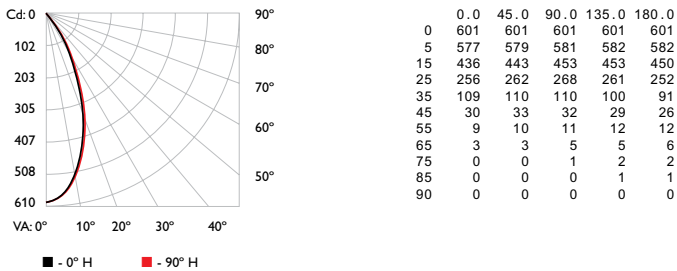 Cd: 0
102
203
305
407
508
610
90°
80°
70°
60°
50°
VA: 0° 10° 20° 30° 40°
- 0° H - 90° H
0.0 45.0 90.0 135.0 180.0
0 601 601 601 601 601
5 577 579 581 582 582
15 436 443 453 453 450
25 256 262 268 261 252
35 109 110 110 100 91
45 30 33 32 29 26
55 9 10 11 12 12
65 3 3 5 5 6
75 0 0 1 2 2
85 0 0 0 1 1
90 0 0 0 0 0